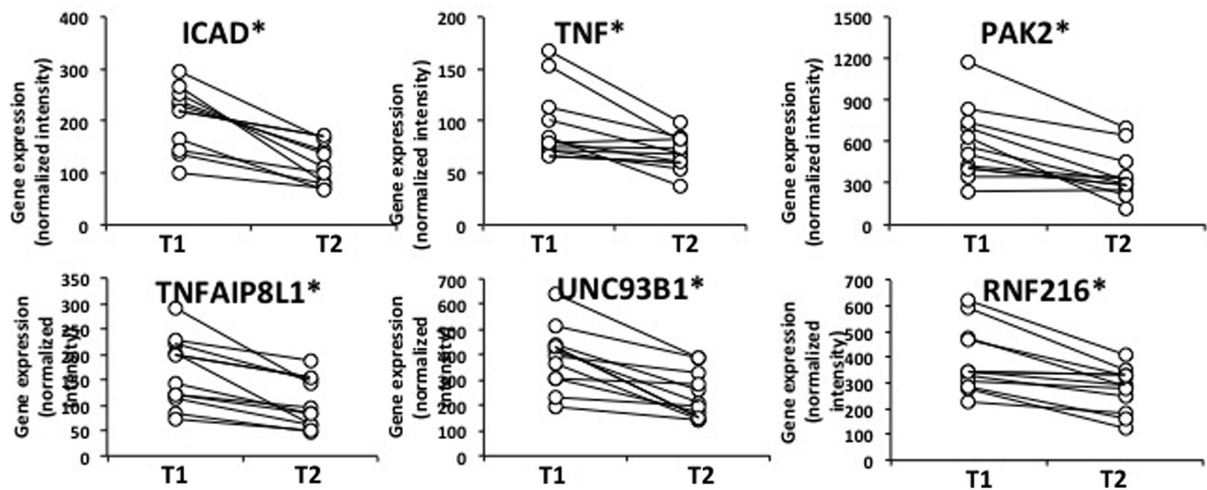 ICAD*
Gene expression
(normalized intensity)
400
300
200
100
0
T1
T2
TNF*
Gene expression
(normalized intensity)
200
150
100
50
0
T1
T2
PAK2*
Gene expression
(normalized intensity)
1500
1200
900
600
300
0
T1
T2
TNFAIP8L1*
Gene expression
(normalized
intensity)
350
300
250
200
150
100
50
0
T1
T2
UNC93B1*
Gene expression
(normalized
700
600
500
400
300
200
100
0
T1
T2
RNF216*
Gene expression
(normalized
intensity)
700
600
500
400
300
200
100
0
T1
T2